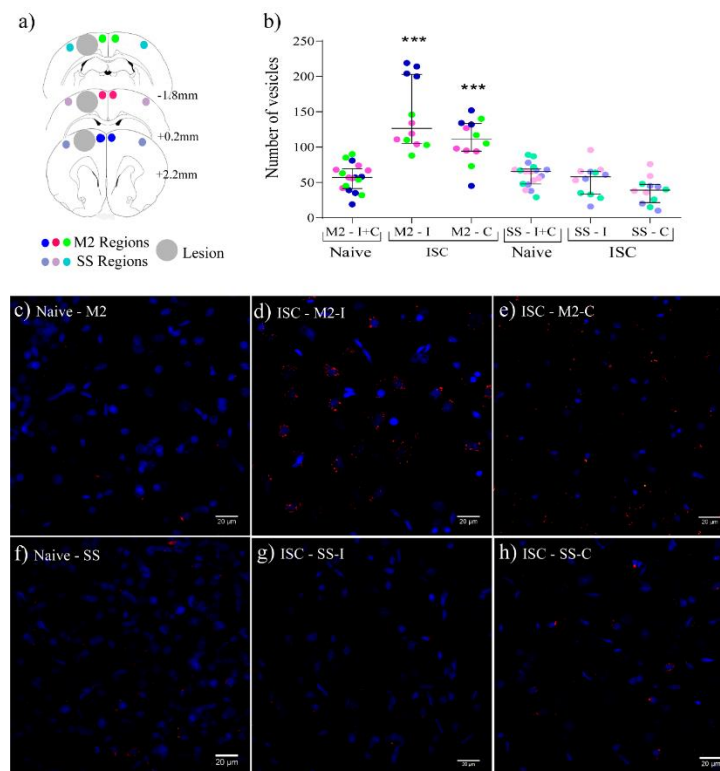 a)
-1.8mm
+0.2mm
+2.2mm
M2 Regions
SS Regions
Lesion
b)
Number of vesicles
250
200
150
100
50
0
***
***
M2 - I+C
M2 - I
M2 - C
SS - I+C
SS - I
SS - C
Naive
ISC
Naive
ISC
c) Naive - M2
20 µm
d) ISC - M2-I
20 µm
e) ISC - M2-C
20 µm
f) Naive - SS
20 µm
g) ISC - SS-I
20 µm
h) ISC - SS-C
20 µm